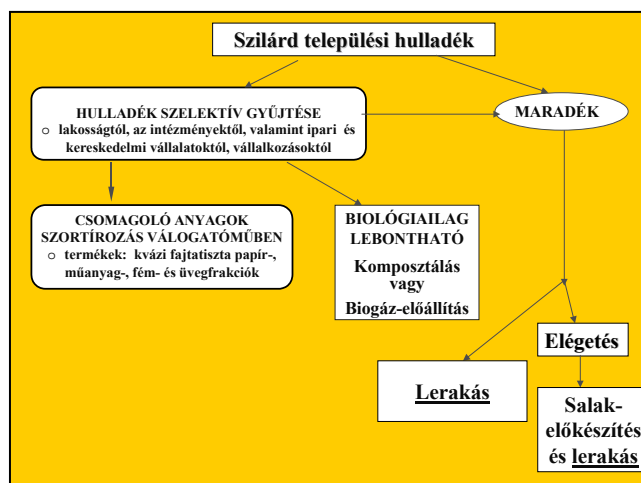 Szilárd települési hulladék
HULLADÉK SZELEKTÍV GYŰJTÉSE
o lakosságtól, az intézményektől, valamint ipari és
kereskedelmi vállalatoktól, vállalkozásoktól
MARADÉK
CSOMAGOLÓ ANYAGOK
SZORTÍROZÁS VÁLOGATÓMŰBEN
o termékek: kvázi fajtatiszta papír-,
műanyag-, fém- és üvegfrakciók
BIOLÓGIAILAG
LEBONTHATÓ
Komposztálás
vagy
Biogáz-előállítás
Elégetés
Lerakás
Salak-
előkészítés
és lerakás